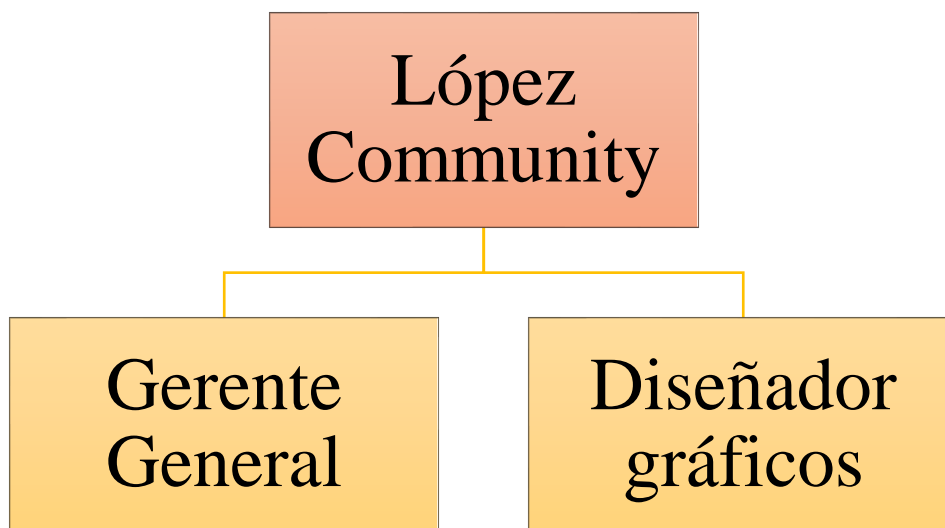 López
Community
Gerente
General
Diseñador
gráficos